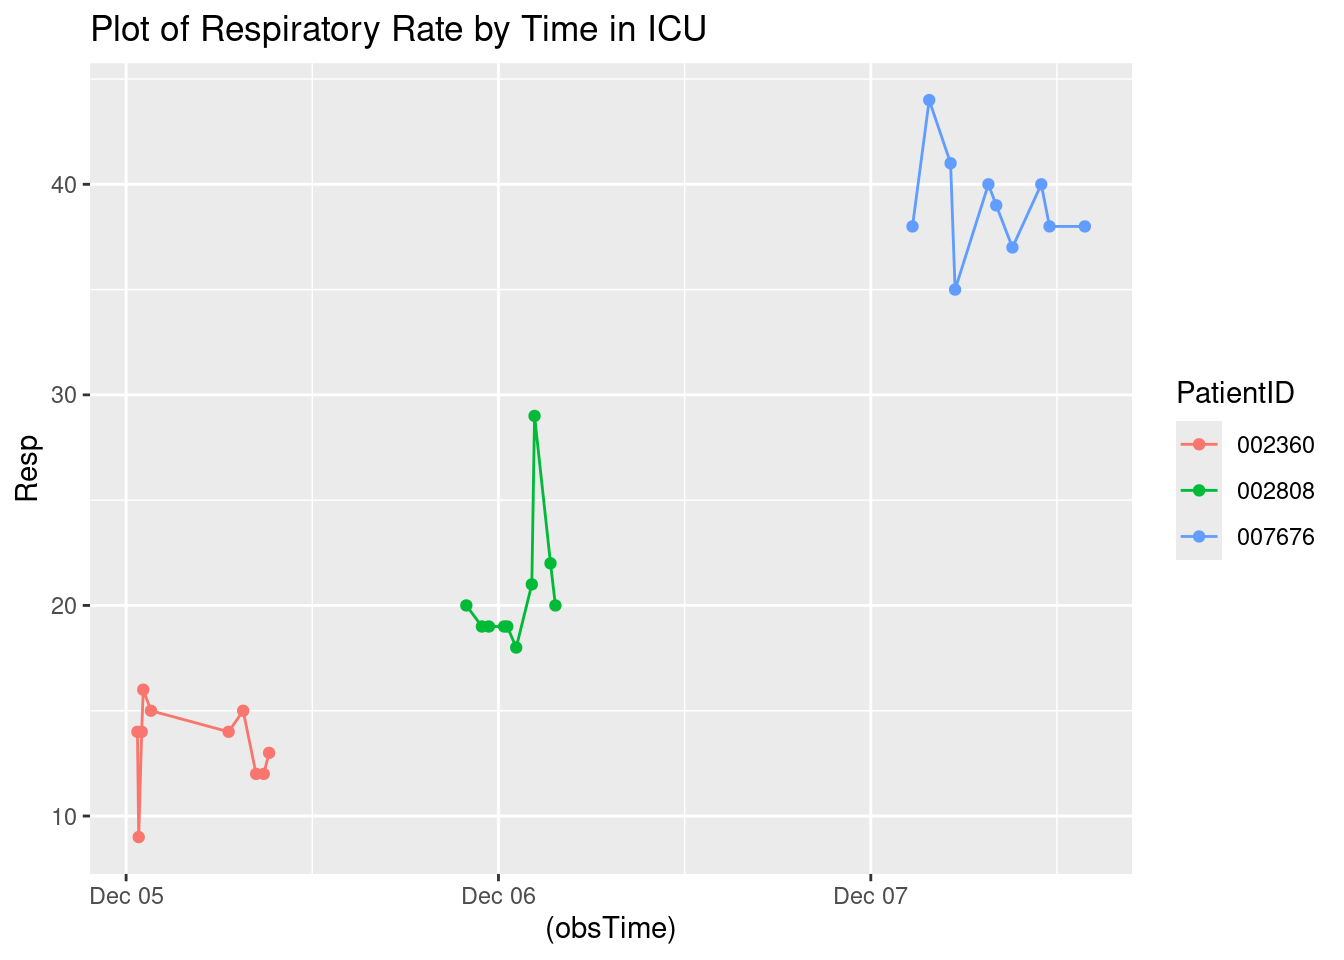 Plot of Respiratory Rate by Time in ICU
Resp
40
30
20
10
Dec 05 Dec 06 Dec 07
(obsTime)
PatientID
002360
002808
007676